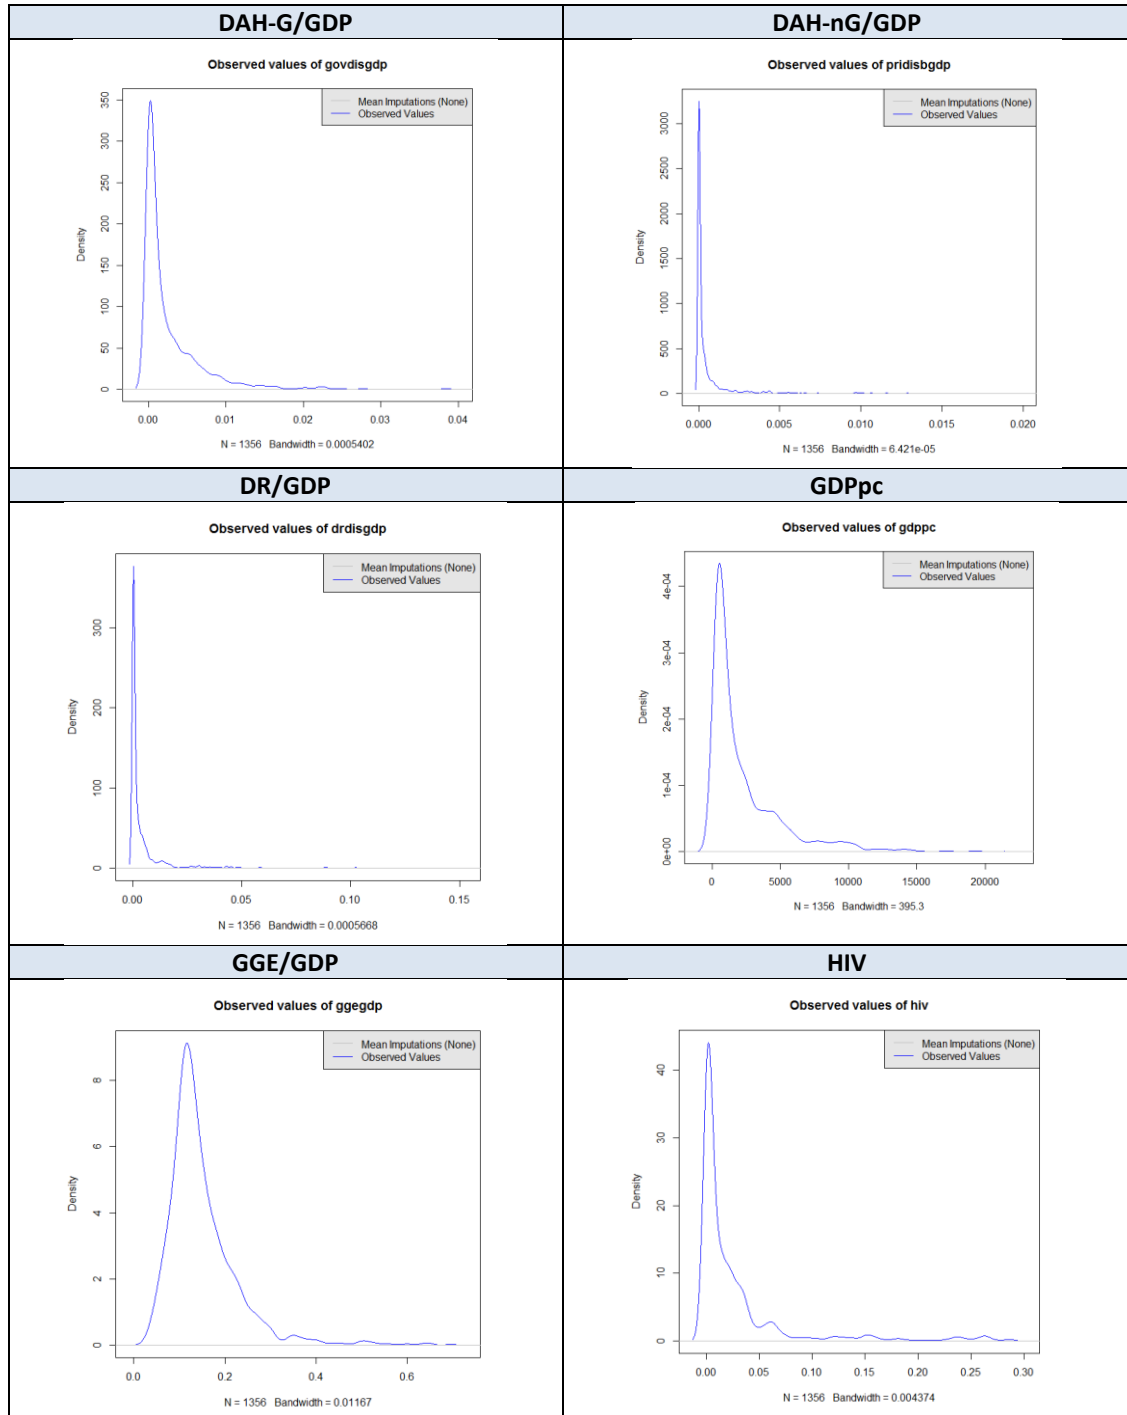 DAH-G/GDP
Observed values of govdisgdp
Mean Imputations (None)
Observed Values
Density
0 50 100 150 200 250 300 350
0.00 0.01 0.02 0.03 0.04
N = 1356 Bandwidth = 0.0005402
DAH-nG/GDP
Observed values of pridisbgdp
Mean Imputations (None)
Observed Values
Density
0 500 1000 1500 2000 2500 3000
0.000 0.005 0.010 0.015 0.020
N = 1356 Bandwidth = 6.421e-05
DR/GDP
Observed values of drdisgdp
Mean Imputations (None)
Observed Values
Density
0 100 200 300
0.00 0.05 0.10 0.15
N = 1356 Bandwidth = 0.0005668
GDPpc
Observed values of gdppc
Mean Imputations (None)
Observed Values
Density
0e+00 1e-04 2e-04 3e-04 4e-04
0 5000 10000 15000 20000
N = 1356 Bandwidth = 395.3
GGE/GDP
Observed values of ggegdp
Mean Imputations (None)
Observed Values
Density
0 2 4 6 8
0.0 0.2 0.4 0.6
N = 1356 Bandwidth = 0.01167
HIV
Observed values of hiv
Mean Imputations (None)
Observed Values
Density
0 10 20 30 40
0.00 0.05 0.10 0.15 0.20 0.25 0.30
N = 1356 Bandwidth = 0.004374